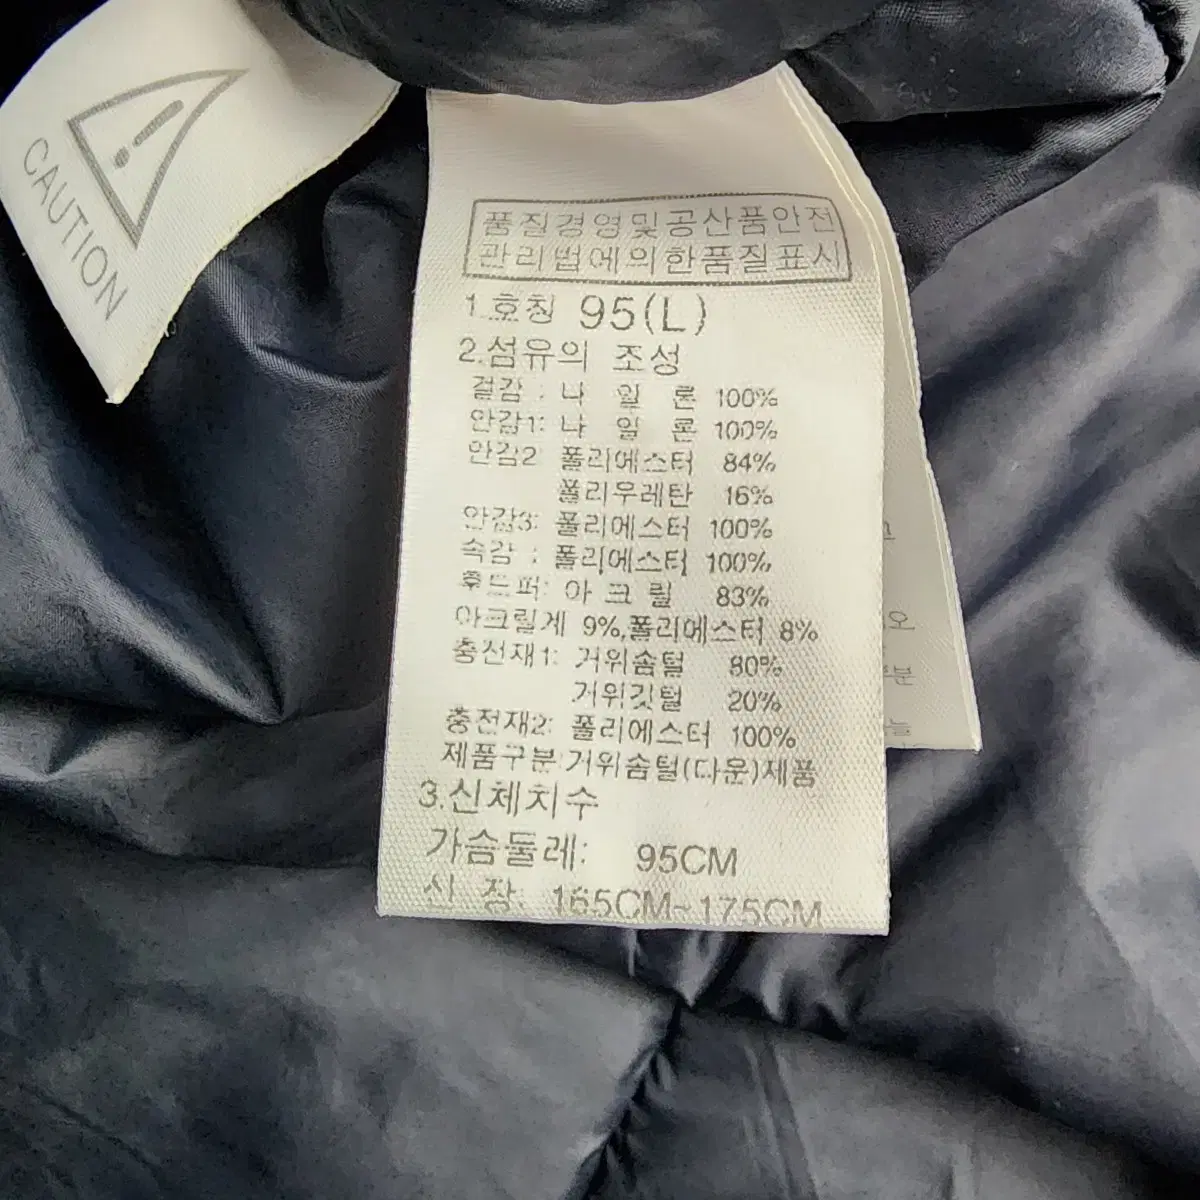 CAUTION
품질경영및공산품안전
관리법에의한품질표시
1.호칭 95(L)
2.섬유의 조성
겉감 : 나 일 론 100%
안감1: 나 일 론 100%
안감2 폴리에스터 84%
폴리우레탄 16%
안감3: 폴리에스터 100%
속감 : 폴리에스터 100%
후드퍼: 아 크 릴 83%
아크릴계 9%,폴리에스터 8%
충전재1: 거위솜털 80%
거위깃털 20%
충전재2: 폴리에스터 100%
제품구분 거위솜털(다운)제품
3.신체치수
가슴둘레: 95CM
신 장: 165CM~175CM
오
부분
늘